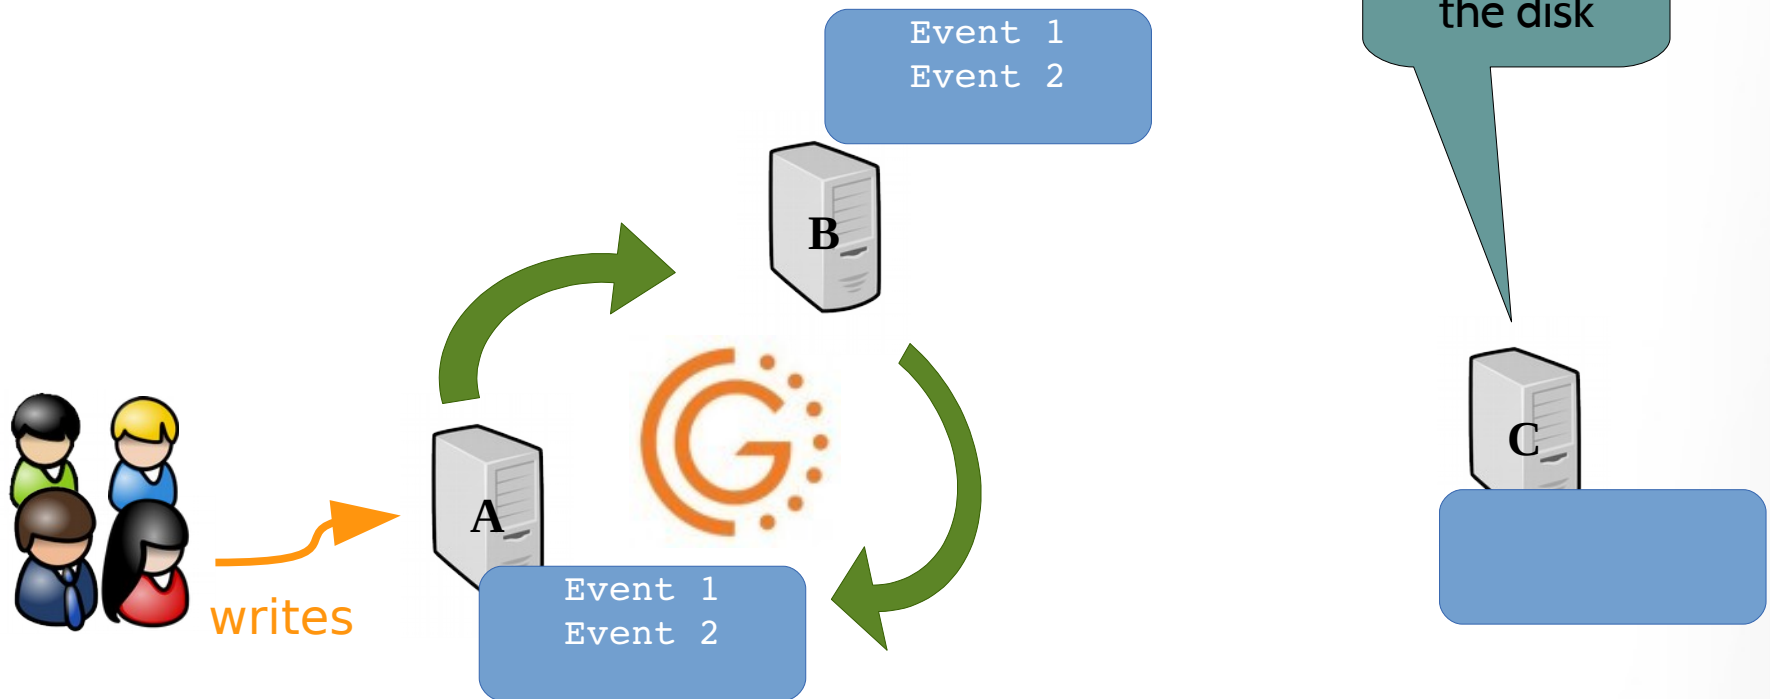 the disk
Event 1
Event 2
B
C
A
writes
Event 1
Event 2